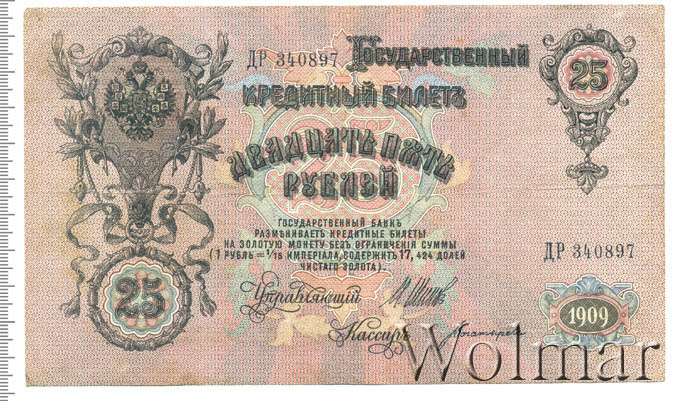 ДР 340897 Государственный
25
Кредитный Билетъ
25
Двадцать пять
Рублей
Государственный Банкъ
размѣниваетъ кредитные билеты
на золотую монету безъ ограниченія суммы
(1 рубль = 1/15 имперіала, содержитъ 17,424 долей
чистаго золота).
ДР 340897
25
Управляющій
1909
Кассиръ
Wolmar